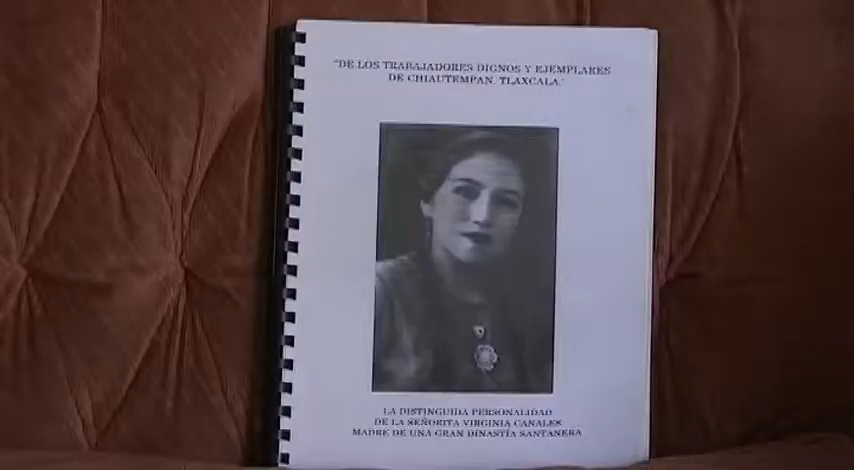 "DE LOS TRABAJADORES DIGNOS Y EJEMPLARES
DE CHIAUTEMPAN, TLAXCALA."
LA DISTINGUIDA PERSONALIDAD
DE LA SEÑORITA VIRGINIA CANALES
MADRE DE UNA GRAN DINASTÍA SANTANERA